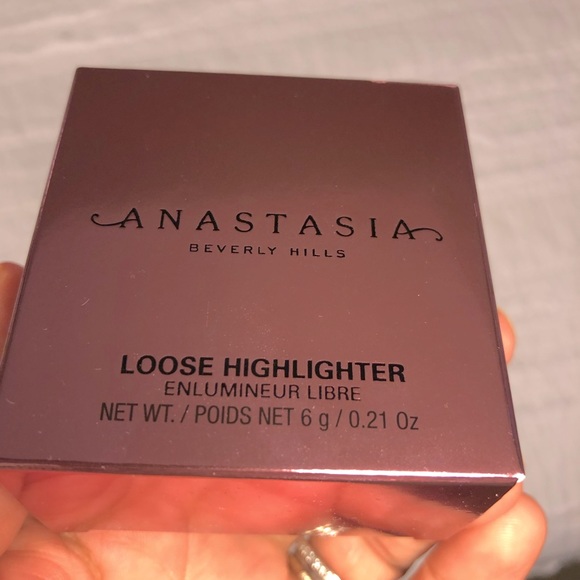 ANASTASIA
BEVERLY HILLS
LOOSE HIGHLIGHTER
ENLUMINEUR LIBRE
NET WT. / POIDS NET 6 g / 0.21 Oz